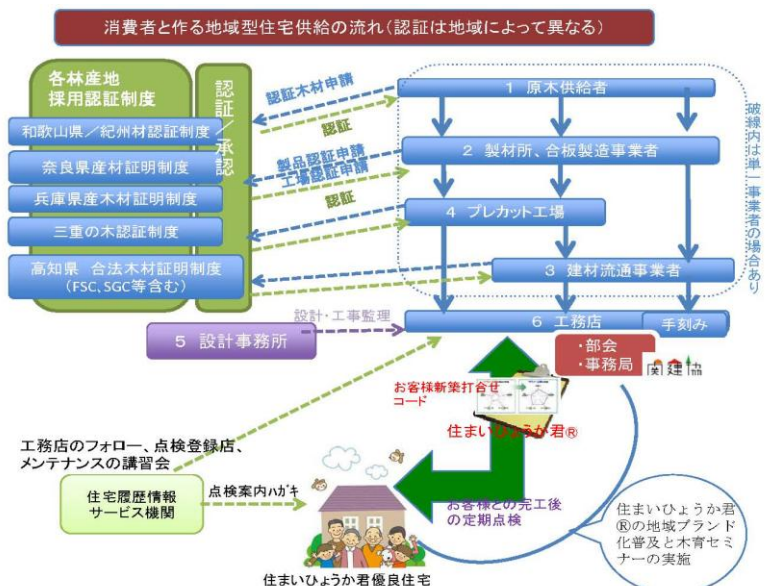 消費者と作る地域型住宅供給の流れ(認証は地域によって異なる)
各林産地
採用認証制度
認証/承認
和歌山県/紀州材認証制度
奈良県産材証明制度
兵庫県産木材証明制度
三重の木認証制度
高知県 合法木材証明制度
(FSC、SGC等含む)
認証木材申請
認証
製品認証申請
工場認証申請
認証
1 原木供給者
2 製材所、合板製造事業者
4 プレカット工場
3 建材流通事業者
破線内は単一事業者の場合あり
設計・工事監理
5 設計事務所
6 工務店
手刻み
・部会
・事務局
関建協
お客様新築打合せ
コード
住まいひょうか君®
工務店のフォロー、点検登録店、
メンテナンスの講習会
住宅履歴情報
サービス機関
点検案内ハガキ
お客様との完工後
の定期点検
住まいひょうか君
®の地域ブランド
化普及と木育セミ
ナーの実施
住まいひょうか君優良住宅